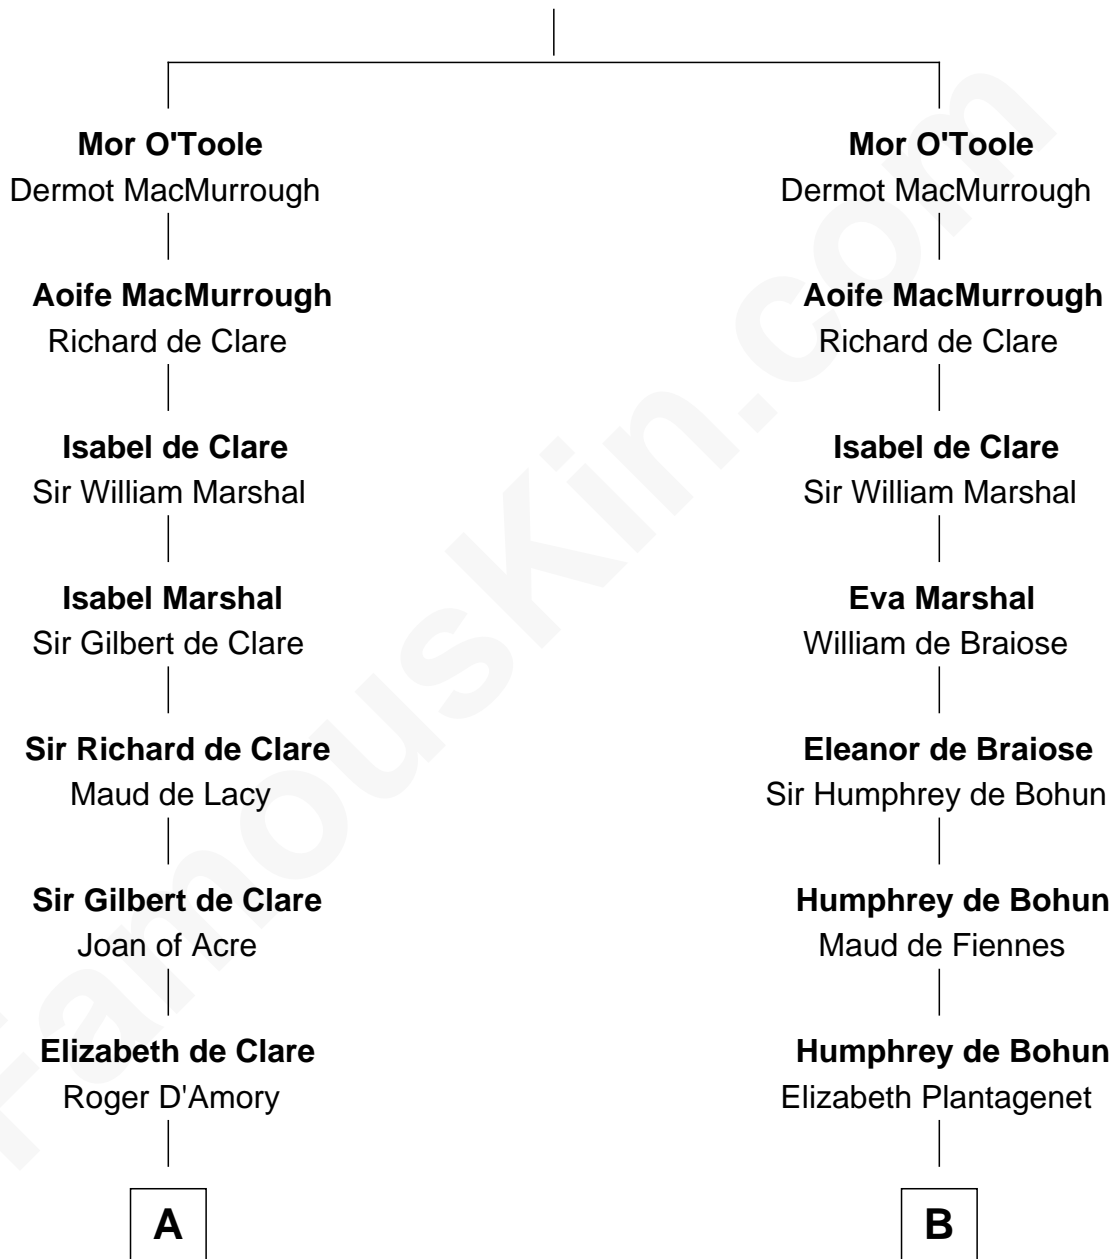 Mor O'Toole
Dermot MacMurrough
Aoife MacMurrough
Richard de Clare
Isabel de Clare
Sir William Marshal
Isabel Marshal
Sir Gilbert de Clare
Sir Richard de Clare
Maud de Lacy
Sir Gilbert de Clare
Joan of Acre
Elizabeth de Clare
Roger D'Amory
A
Mor O'Toole
Dermot MacMurrough
Aoife MacMurrough
Richard de Clare
Isabel de Clare
Sir William Marshal
Eva Marshal
William de Braiose
Eleanor de Braiose
Sir Humphrey de Bohun
Humphrey de Bohun
Maud de Fiennes
Humphrey de Bohun
Elizabeth Plantagenet
B
FamousKin.com